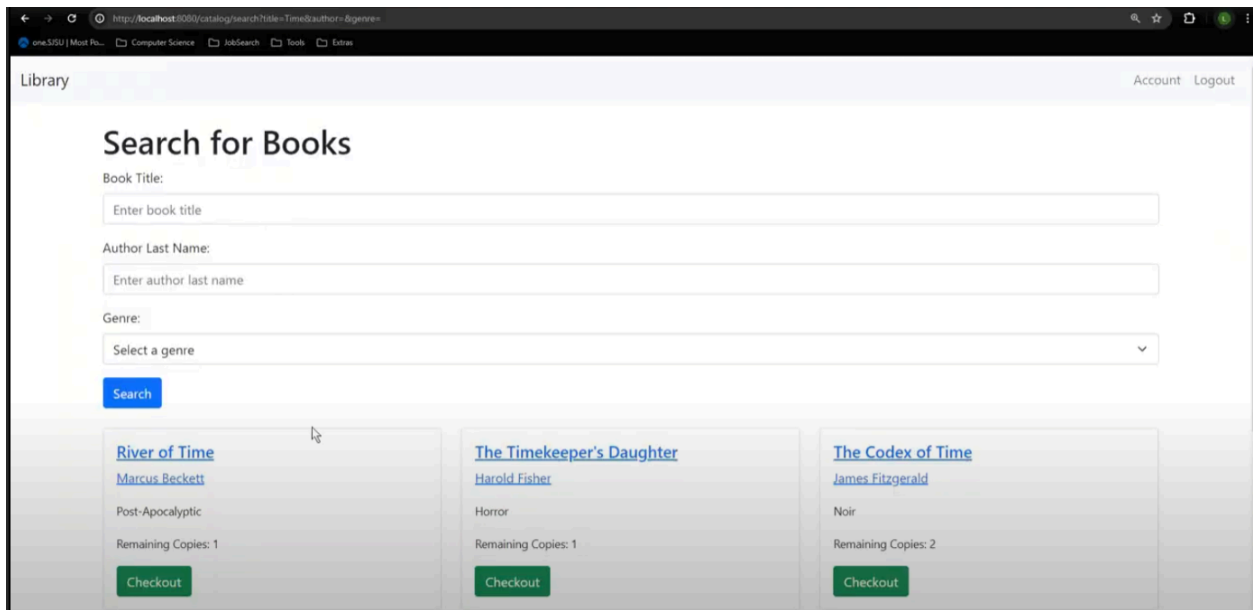 http://localhost:8080/catalog/search?title=Time&author=&genre=
one.SJSU | Most Po... Computer Science JobSearch Tools Extras
Library Account Logout
Search for Books
Book Title:
Enter book title
Author Last Name:
Enter author last name
Genre:
Select a genre
Search
River of Time
Marcus Beckett
Post-Apocalyptic
Remaining Copies: 1
Checkout
The Timekeeper's Daughter
Harold Fisher
Horror
Remaining Copies: 1
Checkout
The Codex of Time
James Fitzgerald
Noir
Remaining Copies: 2
Checkout